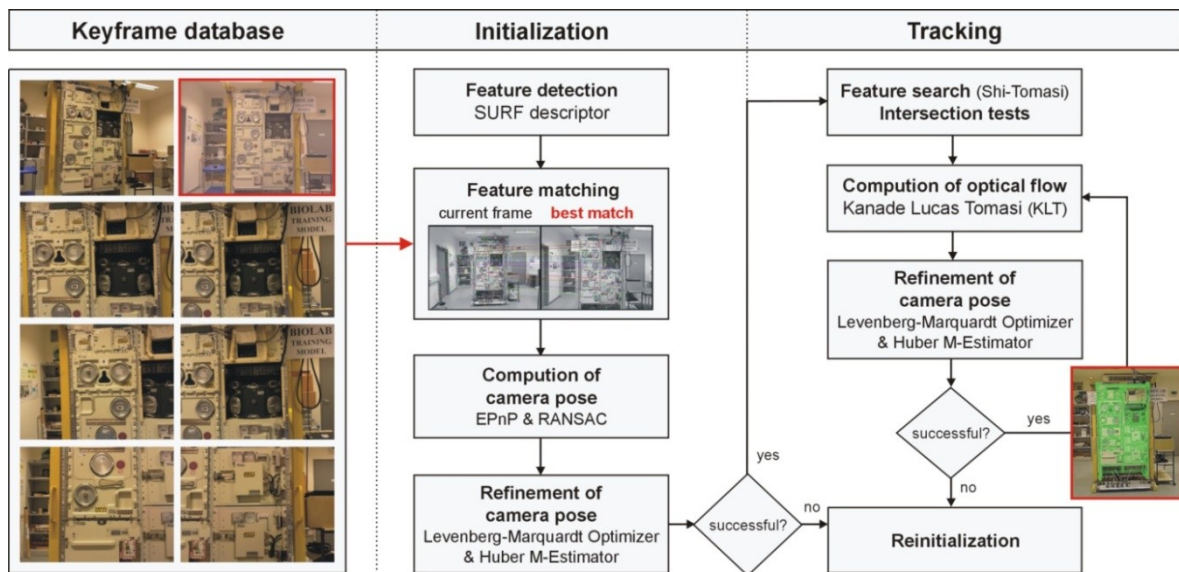 Keyframe database
Initialization
Tracking
BIOLAB
TRAINING
MODEL
BIOLAB
TRAINING
MODEL
Feature detection
SURF descriptor
Feature matching
current frame
best match
Compution of
camera pose
EPnP & RANSAC
Refinement of
camera pose
Levenberg-Marquardt Optimizer
& Huber M-Estimator
successful?
yes
no
Feature search (Shi-Tomasi)
Intersection tests
Compution of optical flow
Kanade Lucas Tomasi (KLT)
Refinement of
camera pose
Levenberg-Marquardt Optimizer
& Huber M-Estimator
successful?
yes
no
Reinitialization